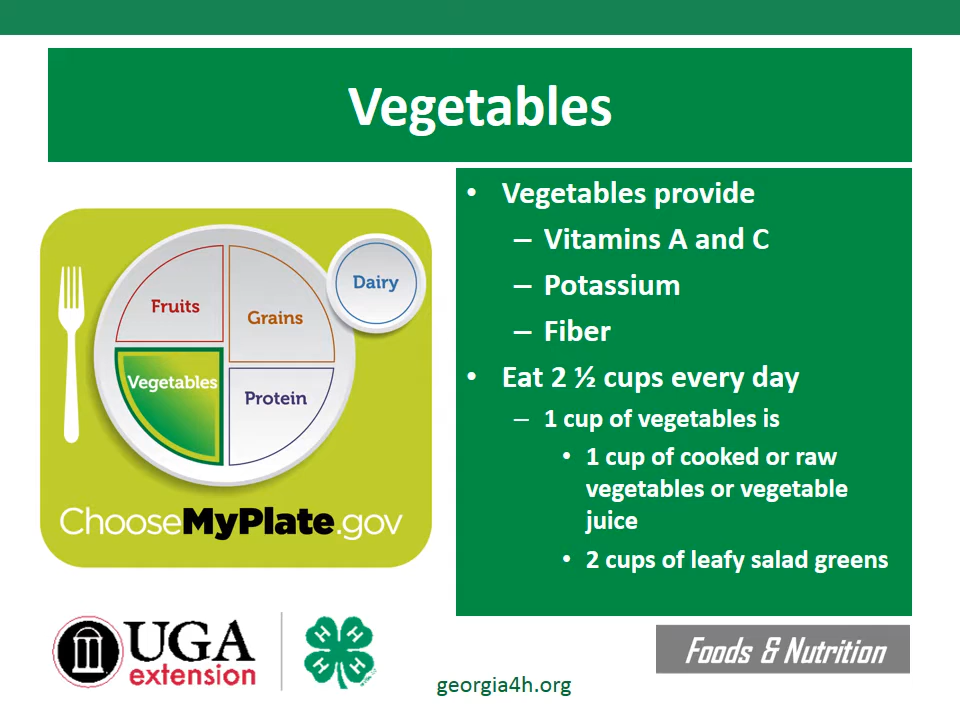 Vegetables
Fruits
Grains
Dairy
Vegetables
Protein
ChooseMyPlate.gov
• Vegetables provide
– Vitamins A and C
– Potassium
– Fiber
• Eat 2 ½ cups every day
– 1 cup of vegetables is
• 1 cup of cooked or raw
vegetables or vegetable
juice
• 2 cups of leafy salad greens
UGA
extension
H H
H H
georgia4h.org
Foods & Nutrition